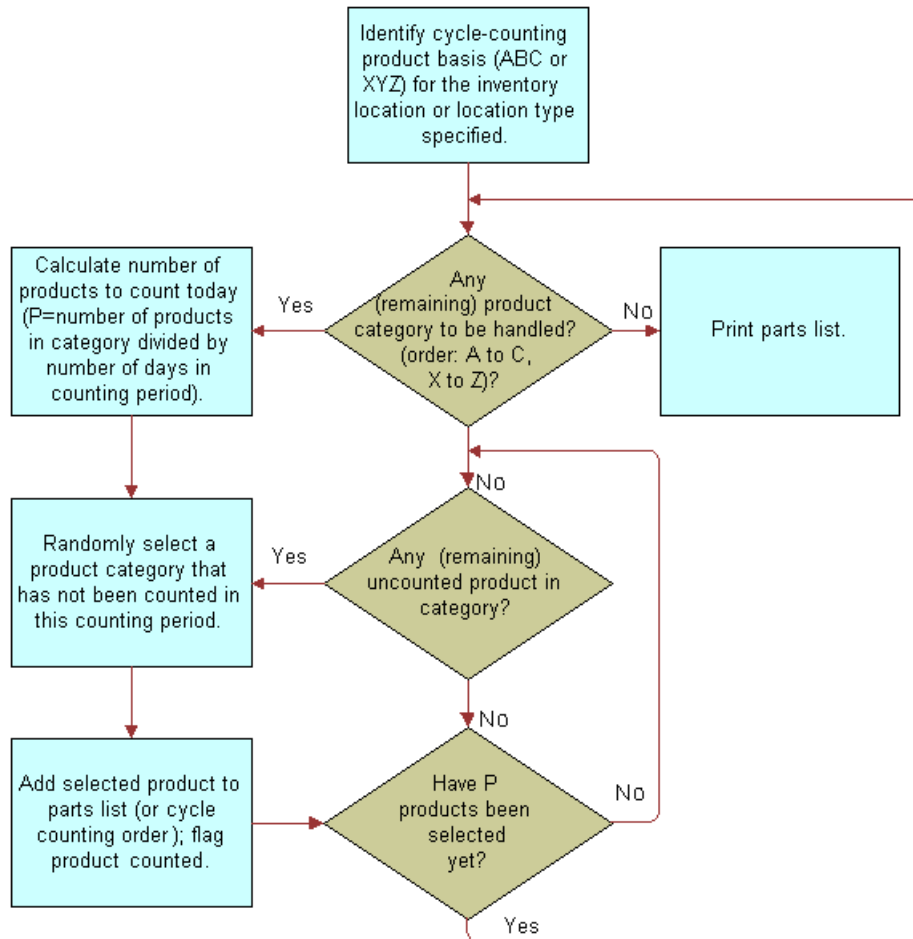 Identify cycle-counting
product basis (ABC or
XYZ) for the inventory
location or location type
specified.
Calculate number of
products to count today
(P=number of products
in category divided by
number of days in
counting period).
Yes
Any
(remaining) product
category to be handled?
(order: A to C,
X to Z)?
No
Print parts list.
No
Randomly select a
product category that
has not been counted in
this counting period.
Yes
Any (remaining)
uncounted product in
category?
No
Add selected product to
parts list (or cycle
counting order); flag
product counted.
Have P
products been
selected
yet?
No
Yes